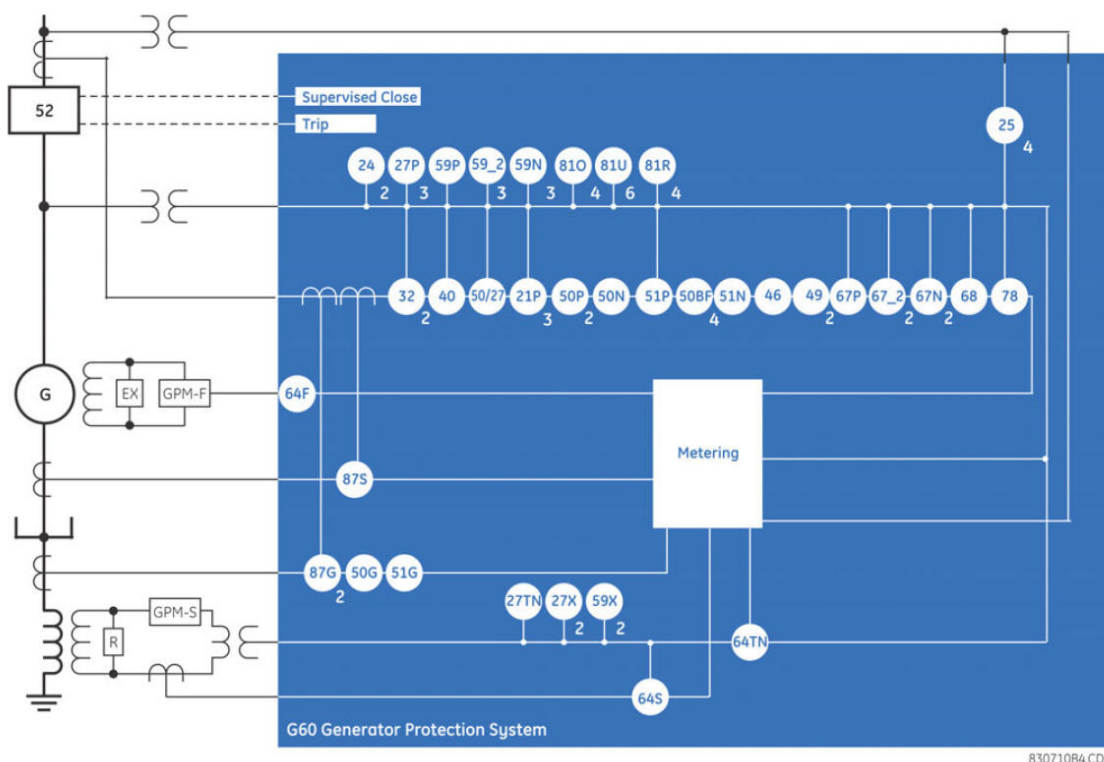 52
Supervised Close
Trip
25
4
24
27P
59P
59_2
59N
81O
81U
81R
2
3
3
3
4
6
4
32
40
50/27
21P
50P
50N
51P
50BF
51N
46
49
67P
67_2
67N
68
78
2
3
2
4
2
2
2
G
EX
GPM-F
64F
Metering
87S
87G
50G
51G
2
27TN
27X
59X
2
2
GPM-S
R
64TN
64S
G60 Generator Protection System
830710B4.CD